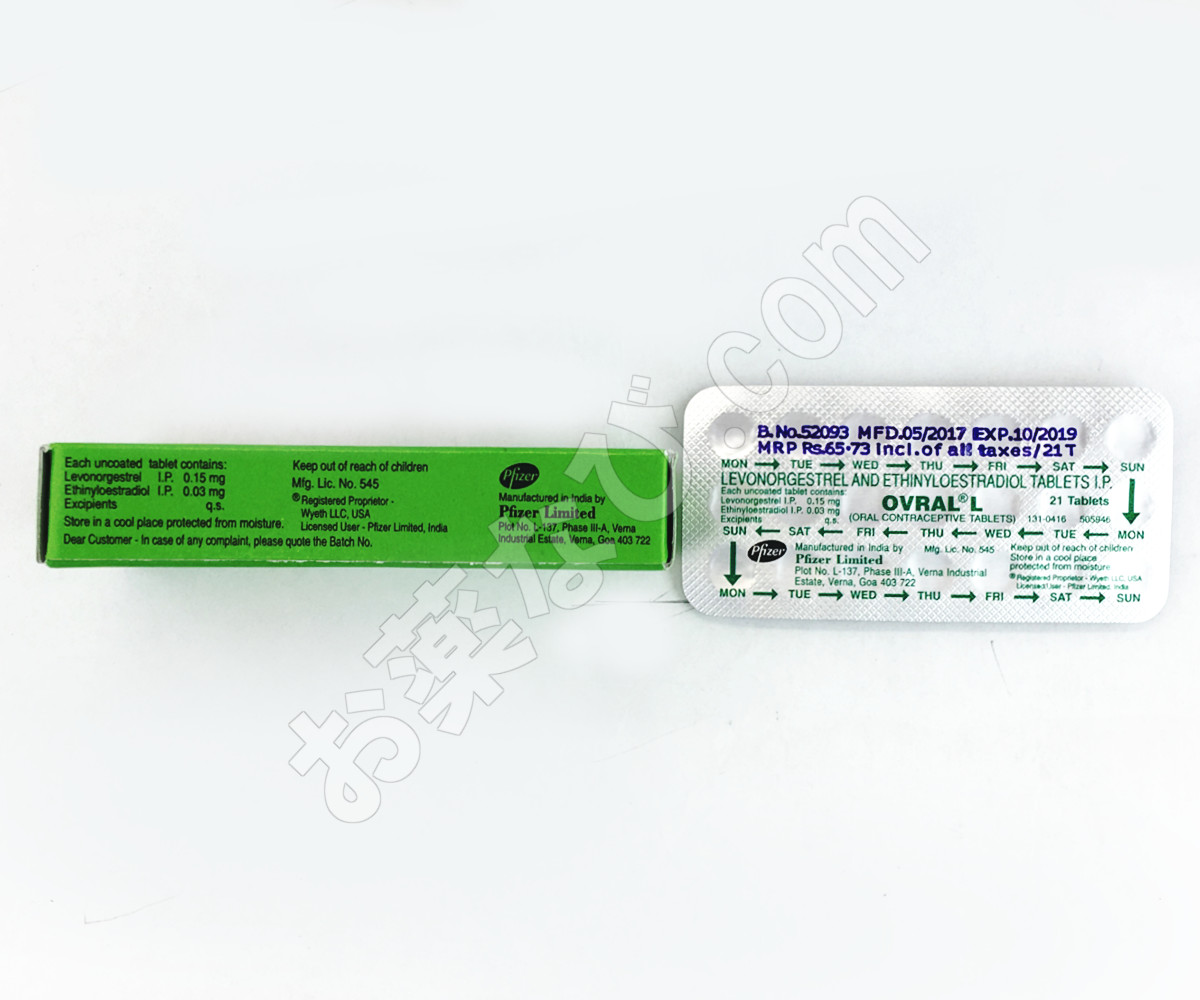 Each uncoated tablet contains:
Levonorgestrel I.P. 0.15 mg
Ethinyloestradiol I.P. 0.03 mg
Excipients q.s.
Store in a cool place protected from moisture.
Dear Customer - In case of any complaint, please quote the Batch No.
Keep out of reach of children
Mfg. Lic. No. 545
®Registered Proprietor -
Wyeth LLC, USA
Licensed User - Pfizer Limited, India
Pfizer
Manufactured in India by
Pfizer Limited
Plot No. L-137, Phase III-A, Verna
Industrial Estate, Verna, Goa 403 722
B.No.52093 MFD.05/2017 EXP.10/2019
MRP Rs.65.73 incl.of all taxes/21T
MON → TUE → WED → THU → FRI → SAT → SUN
LEVONORGESTREL AND ETHINYLOESTRADIOL TABLETS I.P.
Each uncoated tablet contains:
Levonorgestrel I.P. 0.15 mg
Ethinyloestradiol I.P. 0.03 mg
Excipients q.s.
OVRAL® L
(ORAL CONTRACEPTIVE TABLETS)
21 Tablets
131-0416 505946
SUN ← SAT ← FRI ← THU ← WED ← TUE ← MON
Pfizer
Manufactured in India by
Pfizer Limited
Plot No. L-137, Phase III-A, Verna Industrial
Estate, Verna, Goa 403 722
Mfg. Lic. No. 545
Keep out of reach of children
Store in a cool place
protected from moisture
®Registered Proprietor - Wyeth LLC, USA
Licensed User - Pfizer Limited, India
MON → TUE → WED → THU → FRI → SAT → SUN
お薬なび.com